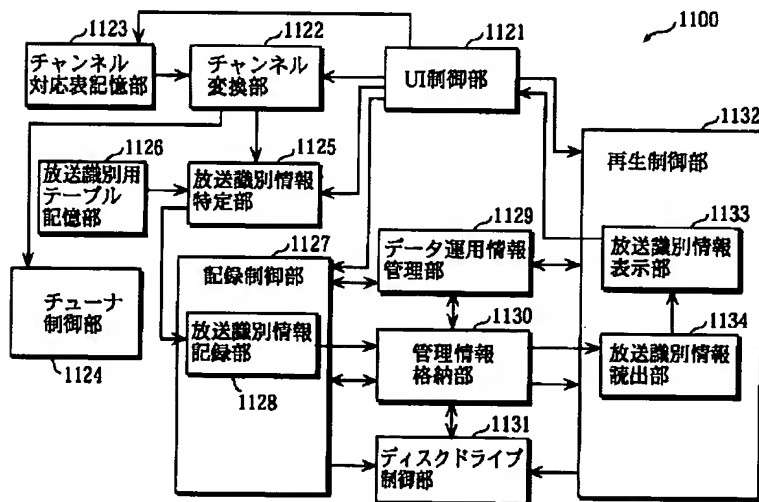 1100
1123
チャンネル
対応表記憶部
1122
チャンネル
変換部
1121
UI制御部
1132
再生制御部
1126
放送識別用
テーブル
記憶部
1125
放送識別情報
特定部
1129
データ運用情報
管理部
1133
放送識別情報
表示部
1127
記録制御部
チューナ
制御部
1124
放送識別情報
記録部
1128
1130
管理情報
格納部
1134
放送識別情報
読出部
1131
ディスクドライブ
制御部